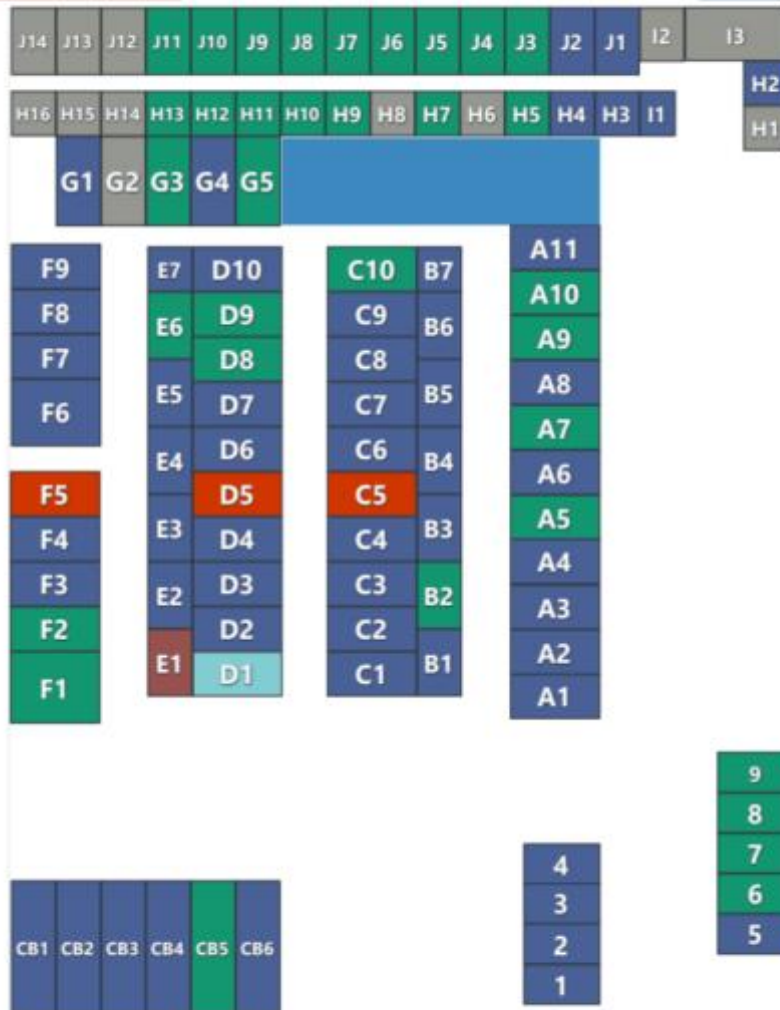 J14 J13 J12 J11 J10 J9 J8 J7 J6 J5 J4 J3 J2 J1 I2 I3
H2
H16 H15 H14 H13 H12 H11 H10 H9 H8 H7 H6 H5 H4 H3 I1
H1
G1 G2 G3 G4 G5
A11
F9 E7 D10 C10 B7
A10
F8 E6 D9 C9 B6
A9
F7 D8 C8
A8
F6 E5 D7 C7 B5
A7
E4 D6 C6 B4
A6
F5 D5 C5
A5
F4 E3 D4 C4 B3
A4
F3 E2 D3 C3 B2
A3
F2 D2 C2
A2
F1 E1 D1 C1 B1
A1
9
8
7
4
6
3
5
2
CB1 CB2 CB3 CB4 CB5 CB6
1